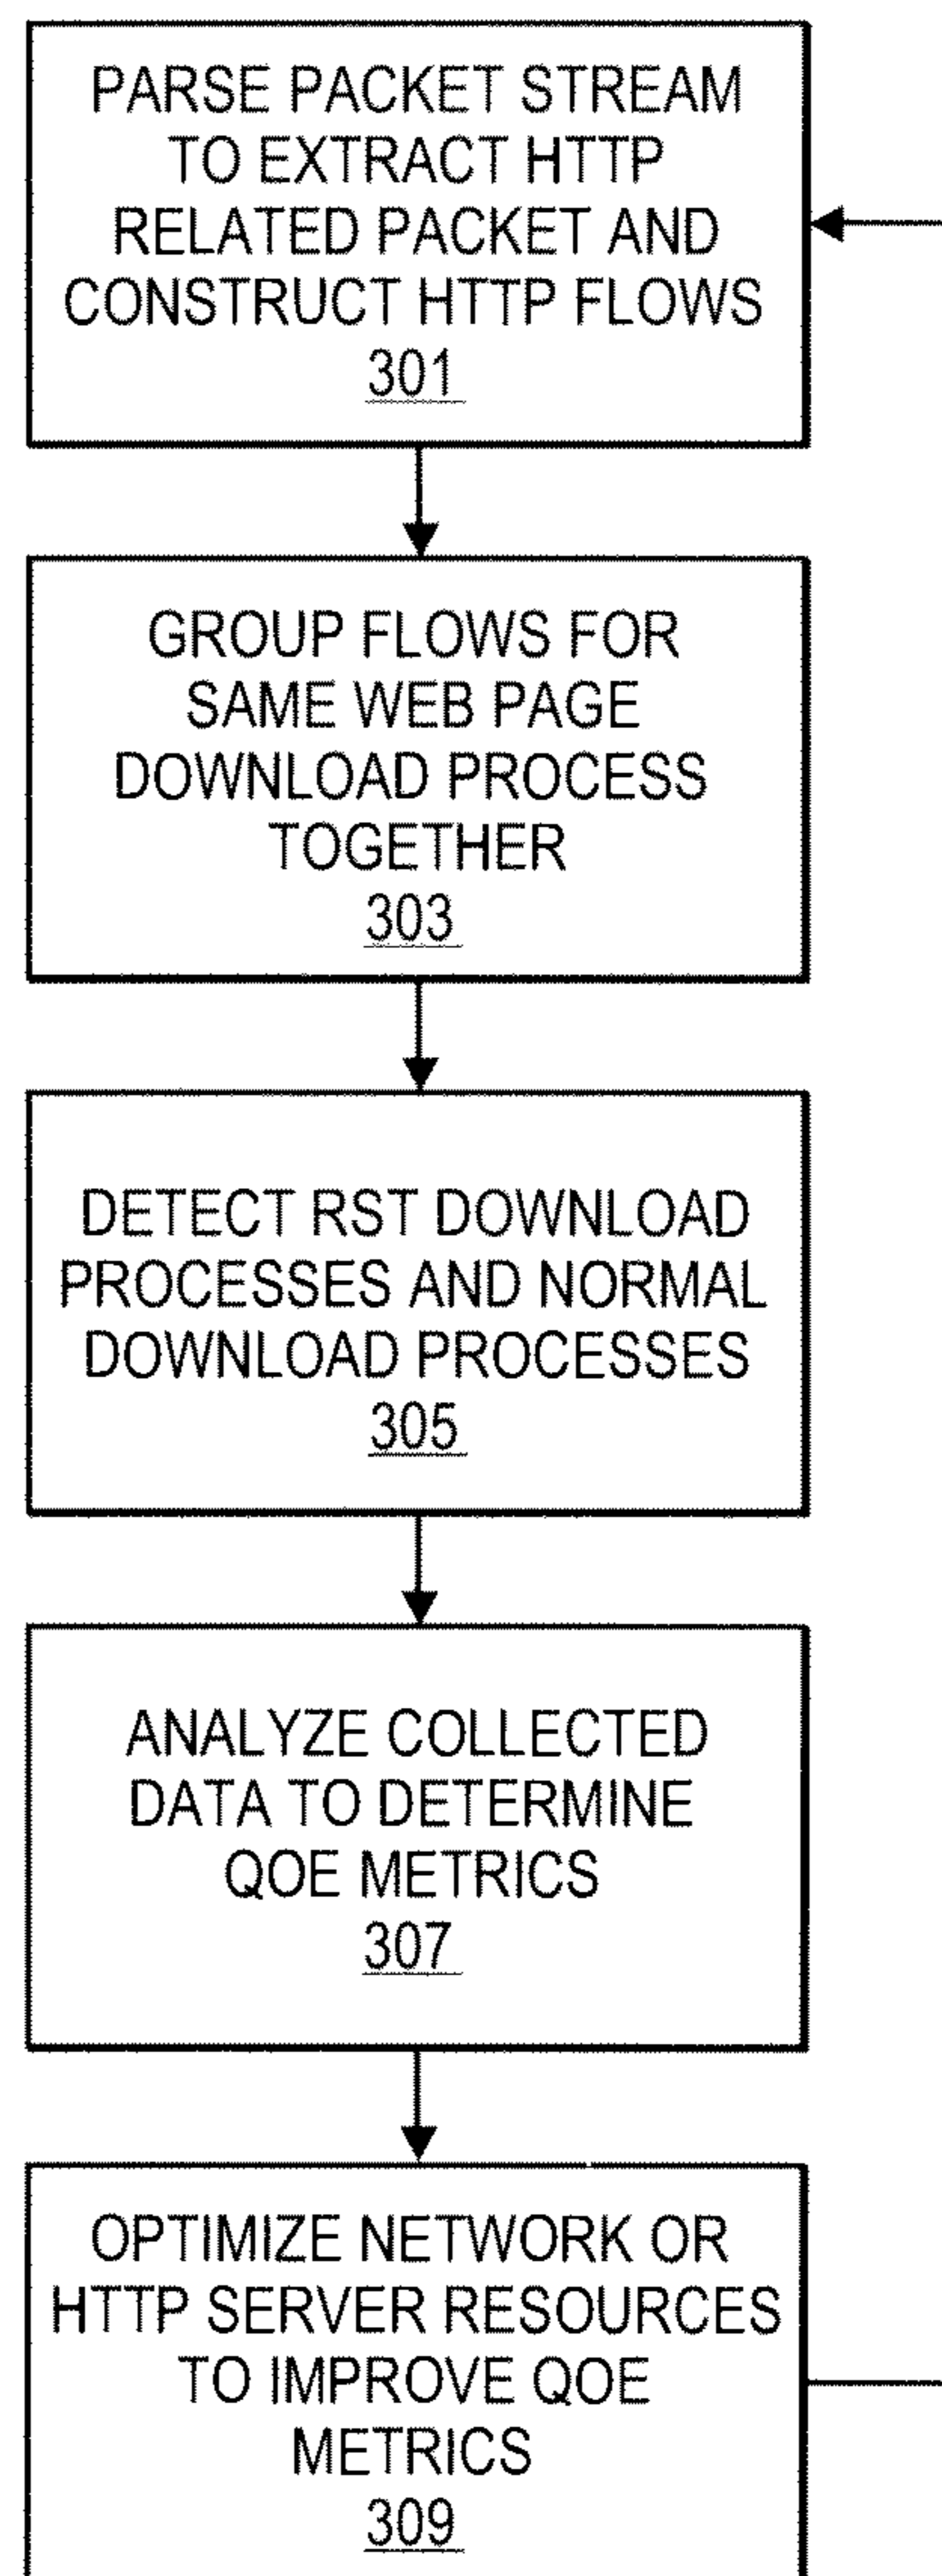 PARSE PACKET STREAM
TO EXTRACT HTTP
RELATED PACKET AND
CONSTRUCT HTTP FLOWS
301
GROUP FLOWS FOR
SAME WEB PAGE
DOWNLOAD PROCESS
TOGETHER
303
DETECT RST DOWNLOAD
PROCESSES AND NORMAL
DOWNLOAD PROCESSES
305
ANALYZE COLLECTED
DATA TO DETERMINE
QOE METRICS
307
OPTIMIZE NETWORK OR
HTTP SERVER RESOURCES
TO IMPROVE QOE
METRICS
309